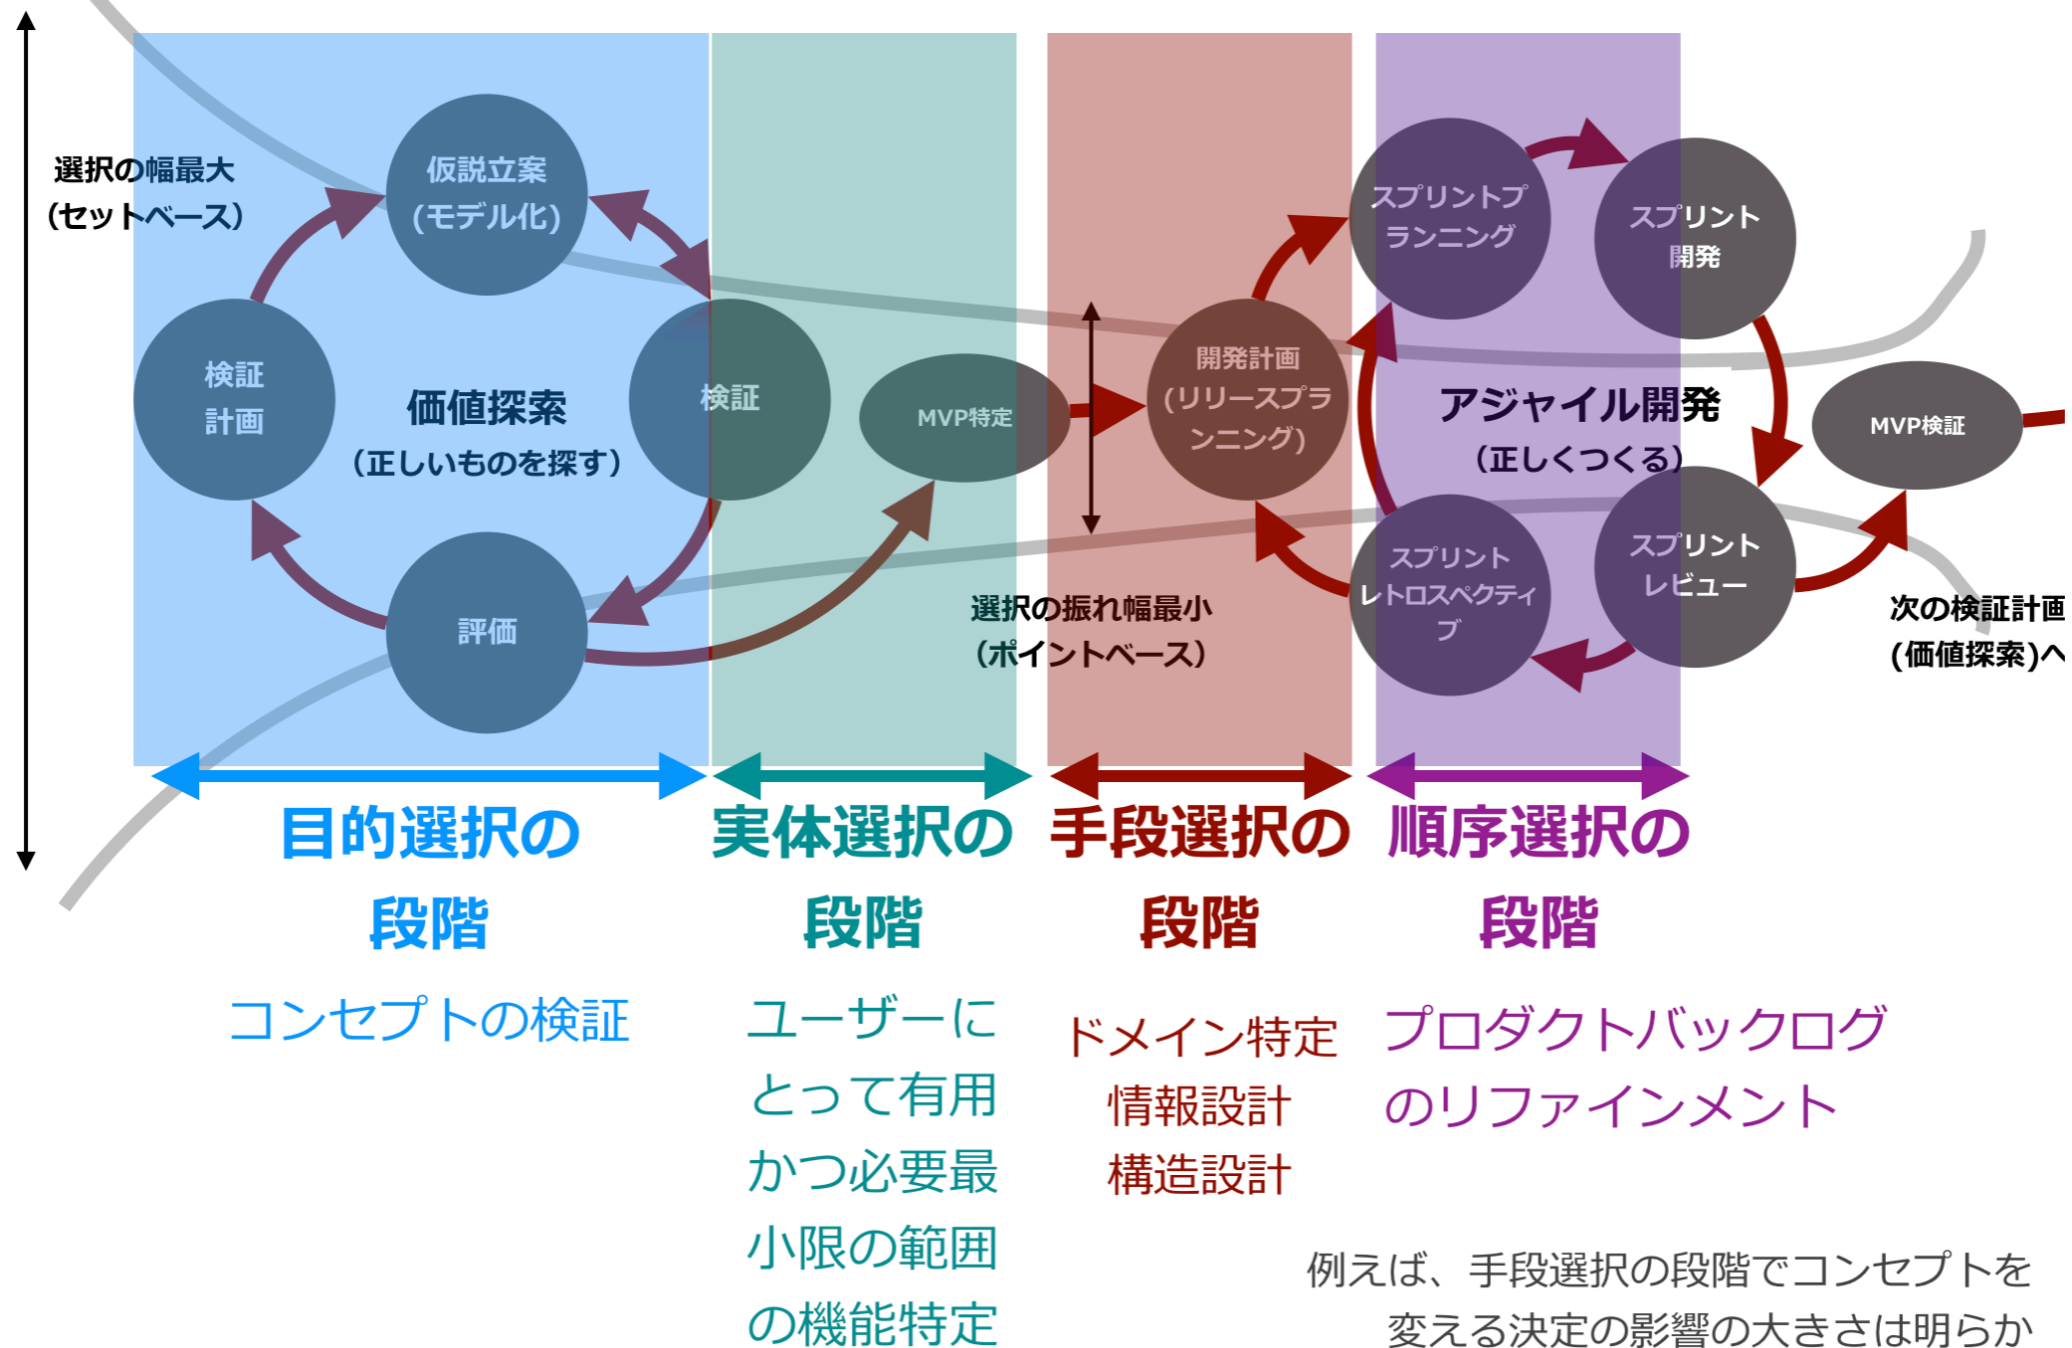 選択の幅最大
（セットベース）
仮説立案
(モデル化)
検証
計画
価値探索
（正しいものを探す）
検証
評価
MVP特定
選択の振れ幅最小
（ポイントベース）
開発計画
(リリースプラ
ンニング)
スプリントプ
ランニング
スプリント
開発
アジャイル開発
（正しくつくる）
スプリント
レトロスペクティ
ブ
スプリント
レビュー
MVP検証
次の検証計画
(価値探索)へ
目的選択の
段階
コンセプトの検証
実体選択の
段階
ユーザーに
とって有用
かつ必要最
小限の範囲
の機能特定
手段選択の
段階
ドメイン特定
情報設計
構造設計
順序選択の
段階
プロダクトバックログ
のリファインメント
例えば、手段選択の段階でコンセプトを
変える決定の影響の大きさは明らか